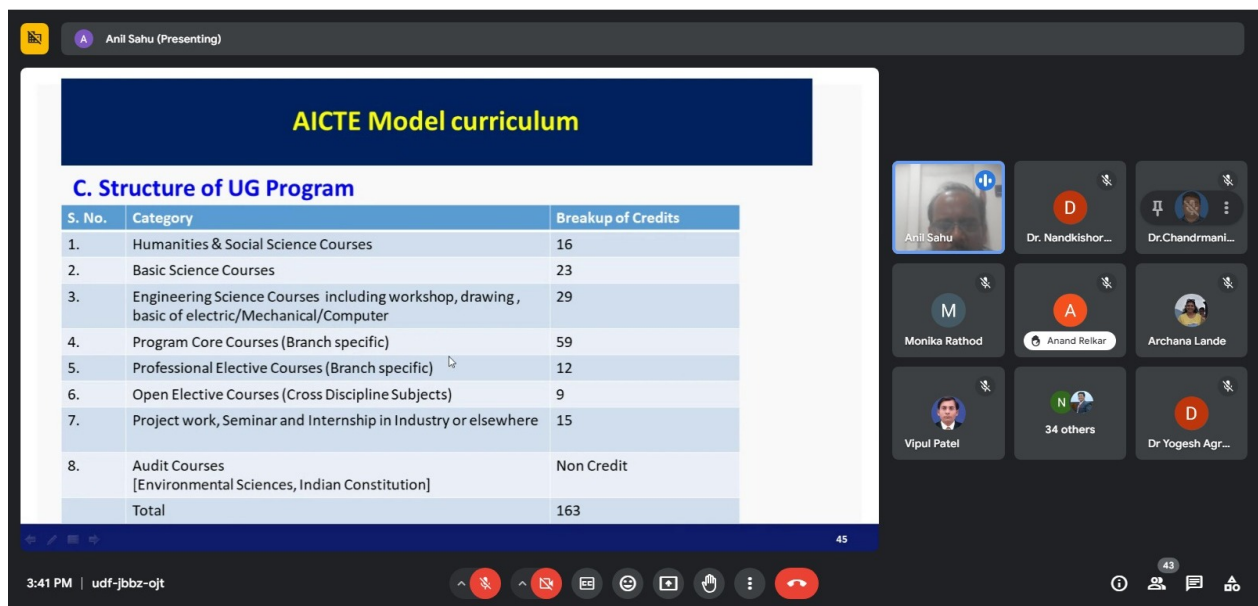 A Anil Sahu (Presenting)
AICTE Model curriculum
C. Structure of UG Program
S. No. Category Breakup of Credits
1. Humanities & Social Science Courses 16
2. Basic Science Courses 23
3. Engineering Science Courses including workshop, drawing , 29
basic of electric/Mechanical/Computer
4. Program Core Courses (Branch specific) 59
5. Professional Elective Courses (Branch specific) 12
6. Open Elective Courses (Cross Discipline Subjects) 9
7. Project work, Seminar and Internship in Industry or elsewhere 15
8. Audit Courses Non Credit
[Environmental Sciences, Indian Constitution]
Total 163
45
Anil Sahu
D
Dr. Nandkishor...
Dr.Chandrmani...
M
Monika Rathod
A
Anand Relkar
Archana Lande
Vipul Patel
N
34 others
D
Dr Yogesh Agr...
3:41 PM | udf-jbbz-ojt
CC
43